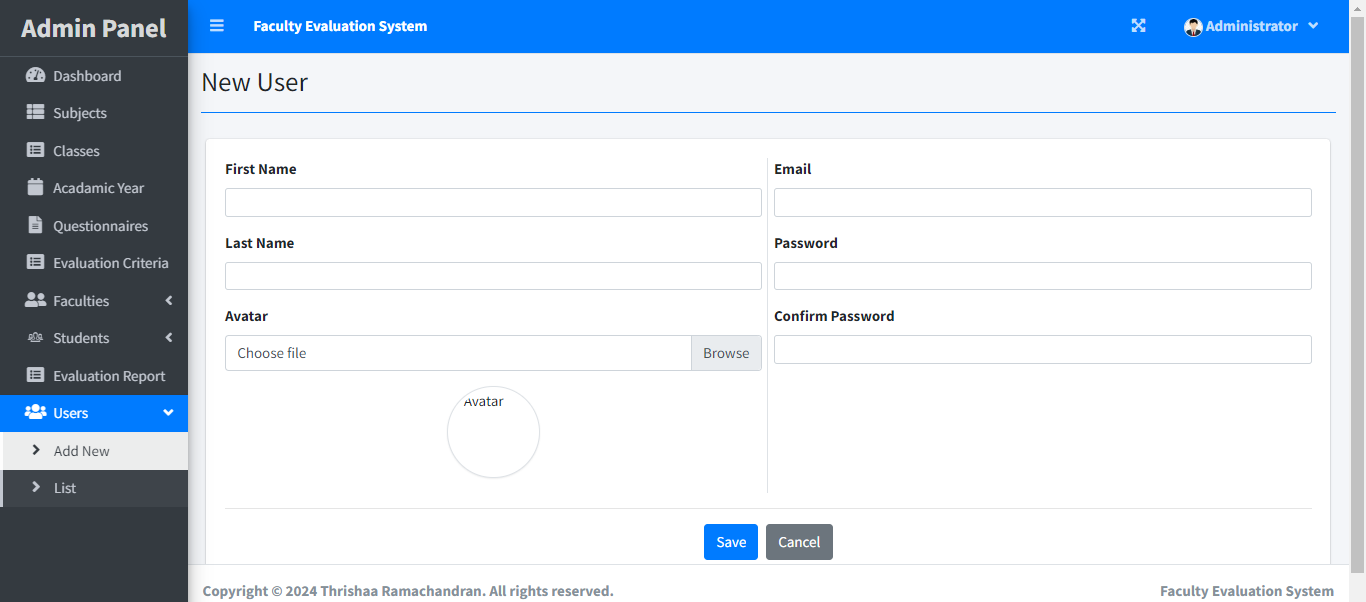 Admin Panel
Faculty Evaluation System
Administrator
Dashboard
Subjects
Classes
Acadamic Year
Questionnaires
Evaluation Criteria
Faculties
Students
Evaluation Report
Users
Add New
List
New User
First Name
Last Name
Avatar
Choose file
Browse
Avatar
Email
Password
Confirm Password
Save
Cancel
Copyright © 2024 Thrishaa Ramachandran. All rights reserved.
Faculty Evaluation System